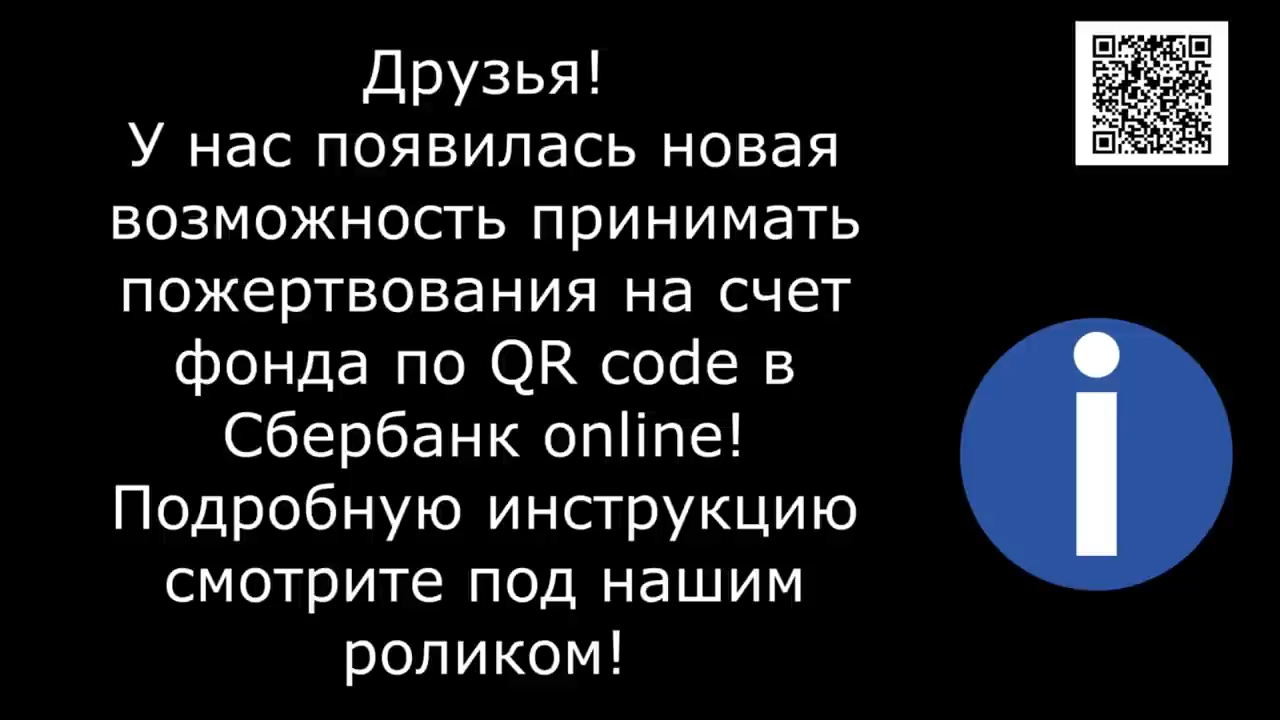 Друзья!
У нас появилась новая
возможность принимать
пожертвования на счет
фонда по QR code в
Сбербанк online!
Подробную инструкцию
смотрите под нашим
роликом!